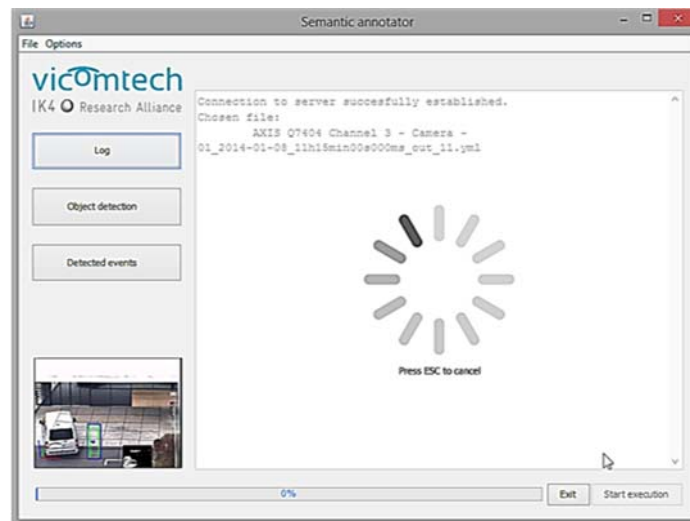 Semantic annotator
File Options
vicomtech
IK4 Research Alliance
Log
Object detection
Detected events
Connection to server succesfully established.
Chosen file:
AXIS Q7404 Channel 3 - Camera -
01_2014-01-08_11h15min00s000ms_out_11.yml
Press ESC to cancel
0%
Exit
Start execution